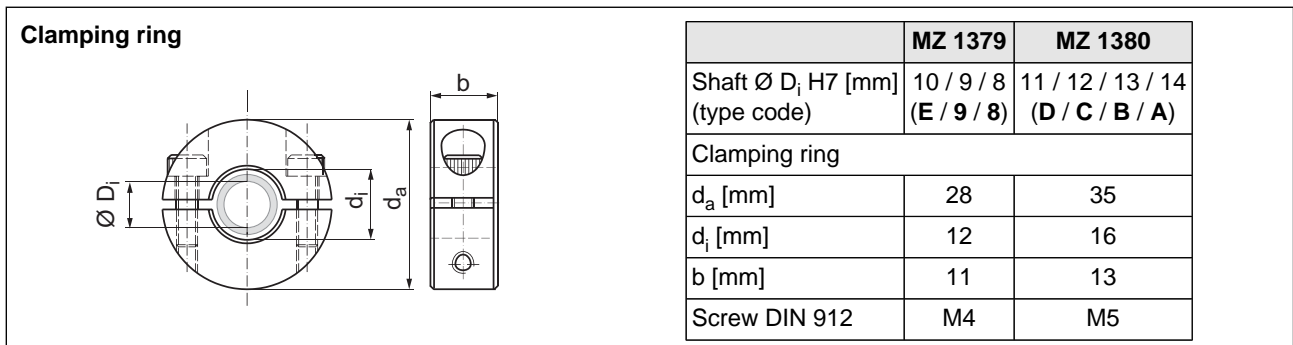 Clamping ring
b
Ø Di
di
da
MZ 1379 MZ 1380
Shaft Ø Di H7 [mm] 10 / 9 / 8 11 / 12 / 13 / 14
(type code) (E / 9 / 8) (D / C / B / A)
Clamping ring
da [mm] 28 35
di [mm] 12 16
b [mm] 11 13
Screw DIN 912 M4 M5